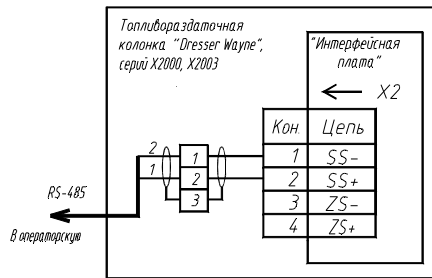 Топливораздаточная
колонка "Dresser Wayne",
серий X2000, X2003
"Интерфейсная
плата"
X2
Кон. Цепь
1 SS-
2 SS+
3 ZS-
4 ZS+
2 1
1 2
3
RS-485
В операторскую